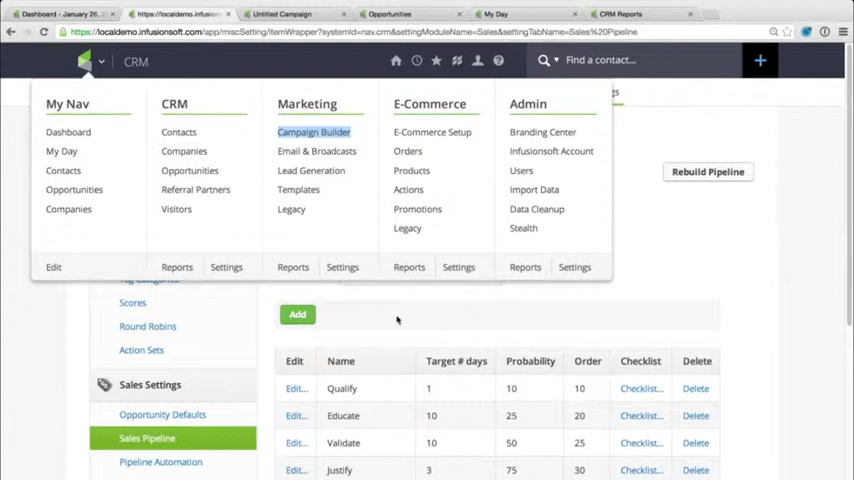 Dashboard - January 26, 2
https://localdemo.infusions
Untitled Campaign
Opportunities
My Day
CRM Reports
https://localdemo.infusionsoft.com/app/miscSetting/itemWrapper?systemId=nav.crm&settingModuleName=Sales&settingTabName=Sales%20Pipeline
CRM
Find a contact...
My Nav
Dashboard
My Day
Contacts
Opportunities
Companies
Edit
CRM
Contacts
Companies
Opportunities
Referral Partners
Visitors
Reports Settings
Marketing
Campaign Builder
Email & Broadcasts
Lead Generation
Templates
Legacy
Reports Settings
E-Commerce
E-Commerce Setup
Orders
Products
Actions
Promotions
Legacy
Reports Settings
Admin
Branding Center
Infusionsoft Account
Users
Import Data
Data Cleanup
Stealth
Reports Settings
Rebuild Pipeline
Tag Categories
Scores
Round Robins
Action Sets
Sales Settings
Opportunity Defaults
Sales Pipeline
Pipeline Automation
Add
Edit Name Target # days Probability Order Checklist Delete
Edit... Qualify 1 10 10 Checklist... Delete
Edit... Educate 10 25 20 Checklist... Delete
Edit... Validate 10 50 25 Checklist... Delete
Edit... Justify 3 75 30 Checklist... Delete